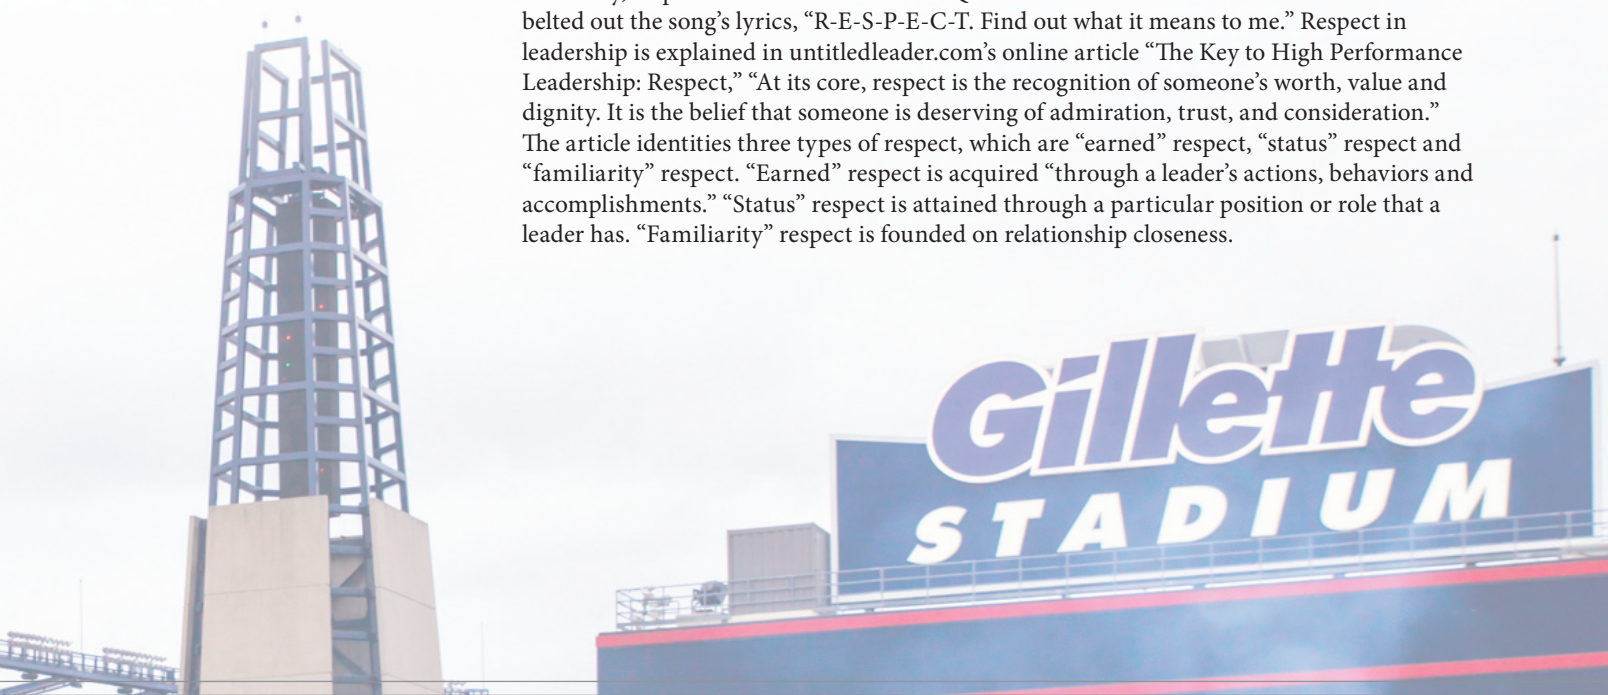 belted out the song’s lyrics, “R-E-S-P-E-C-T. Find out what it means to me.” Respect in
leadership is explained in untitledleader.com’s online article “The Key to High Performance
Leadership: Respect,” “At its core, respect is the recognition of someone’s worth, value and
dignity. It is the belief that someone is deserving of admiration, trust, and consideration.”
The article identities three types of respect, which are “earned” respect, “status” respect and
“familiarity” respect. “Earned” respect is acquired “through a leader’s actions, behaviors and
accomplishments.” “Status” respect is attained through a particular position or role that a
leader has. “Familiarity” respect is founded on relationship closeness.
Gillette
STADIUM